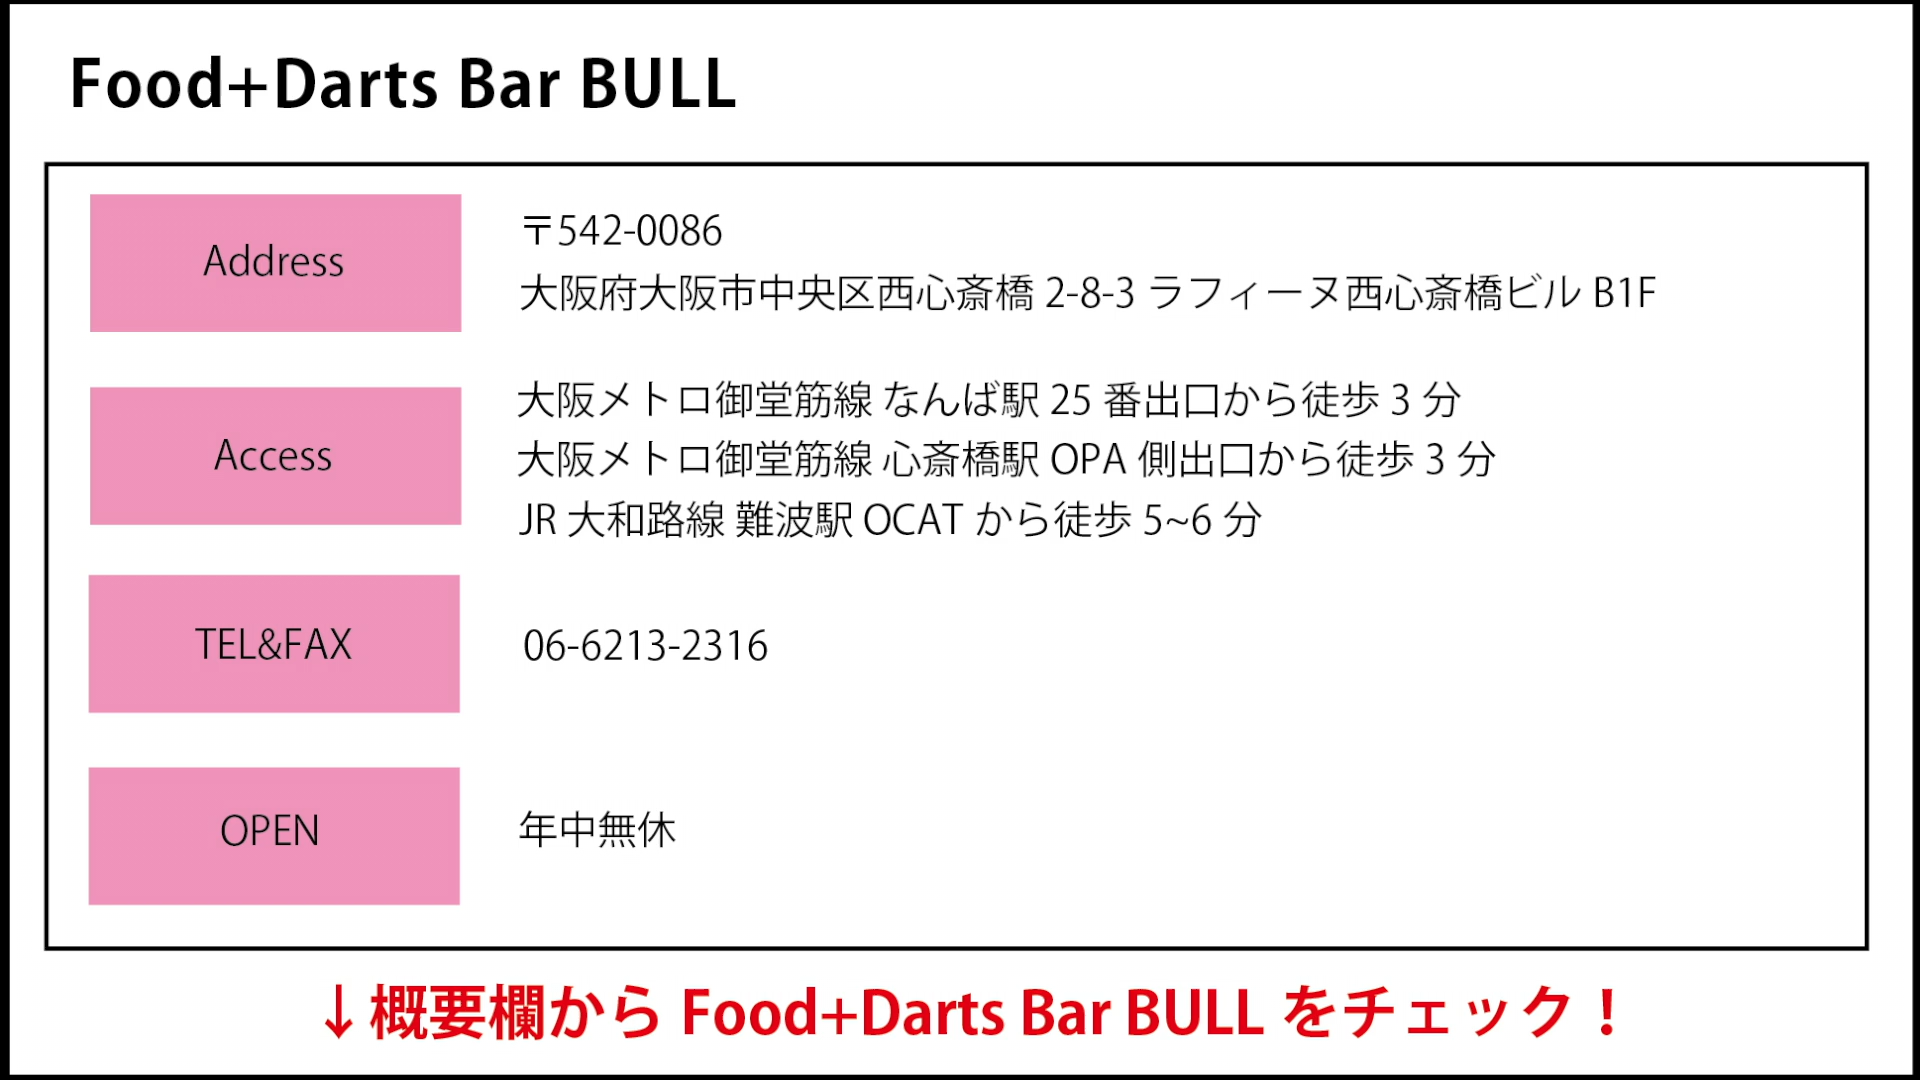 Food+Darts Bar BULL
Address
〒542-0086
大阪府大阪市中央区西心斎橋 2-8-3 ラフィーヌ西心斎橋ビル B1F
Access
大阪メトロ御堂筋線 なんば駅 25 番出口から徒歩 3 分
大阪メトロ御堂筋線 心斎橋駅 OPA 側出口から徒歩 3 分
JR 大和路線 難波駅 OCAT から徒歩 5~6 分
TEL&FAX
06-6213-2316
OPEN
年中無休
↓概要欄から Food+Darts Bar BULL をチェック！